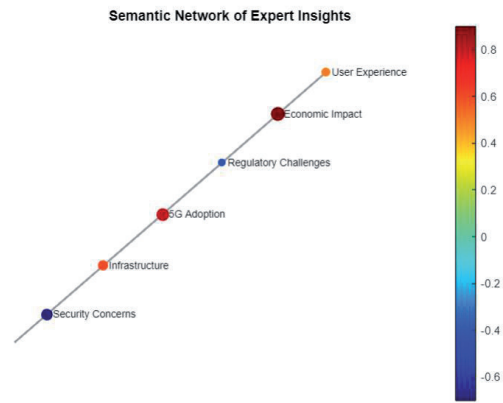 Semantic Network of Expert Insights
User Experience
Economic Impact
Regulatory Challenges
5G Adoption
Infrastructure
Security Concerns
0.8
0.6
0.4
0.2
0
-0.2
-0.4
-0.6